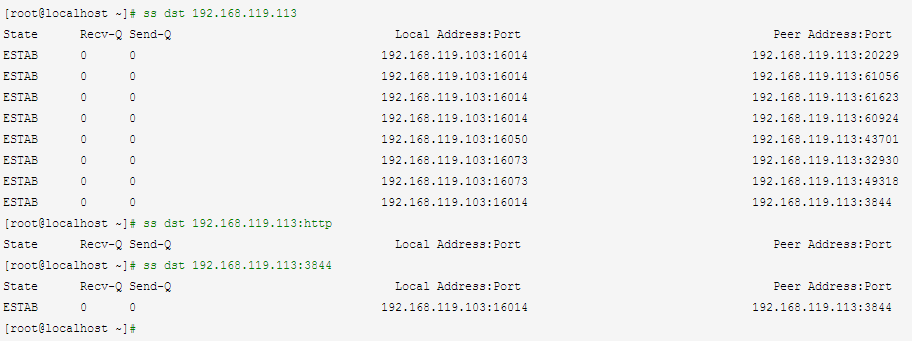 [root@localhost ~]# ss dst 192.168.119.113
State Recv-Q Send-Q Local Address:Port Peer Address:Port
ESTAB 0 0 192.168.119.103:16014 192.168.119.113:20229
ESTAB 0 0 192.168.119.103:16014 192.168.119.113:61056
ESTAB 0 0 192.168.119.103:16014 192.168.119.113:61623
ESTAB 0 0 192.168.119.103:16014 192.168.119.113:60924
ESTAB 0 0 192.168.119.103:16050 192.168.119.113:43701
ESTAB 0 0 192.168.119.103:16073 192.168.119.113:32930
ESTAB 0 0 192.168.119.103:16073 192.168.119.113:49318
ESTAB 0 0 192.168.119.103:16014 192.168.119.113:3844
[root@localhost ~]# ss dst 192.168.119.113:http
State Recv-Q Send-Q Local Address:Port Peer Address:Port
[root@localhost ~]# ss dst 192.168.119.113:3844
State Recv-Q Send-Q Local Address:Port Peer Address:Port
ESTAB 0 0 192.168.119.103:16014 192.168.119.113:3844
[root@localhost ~]#